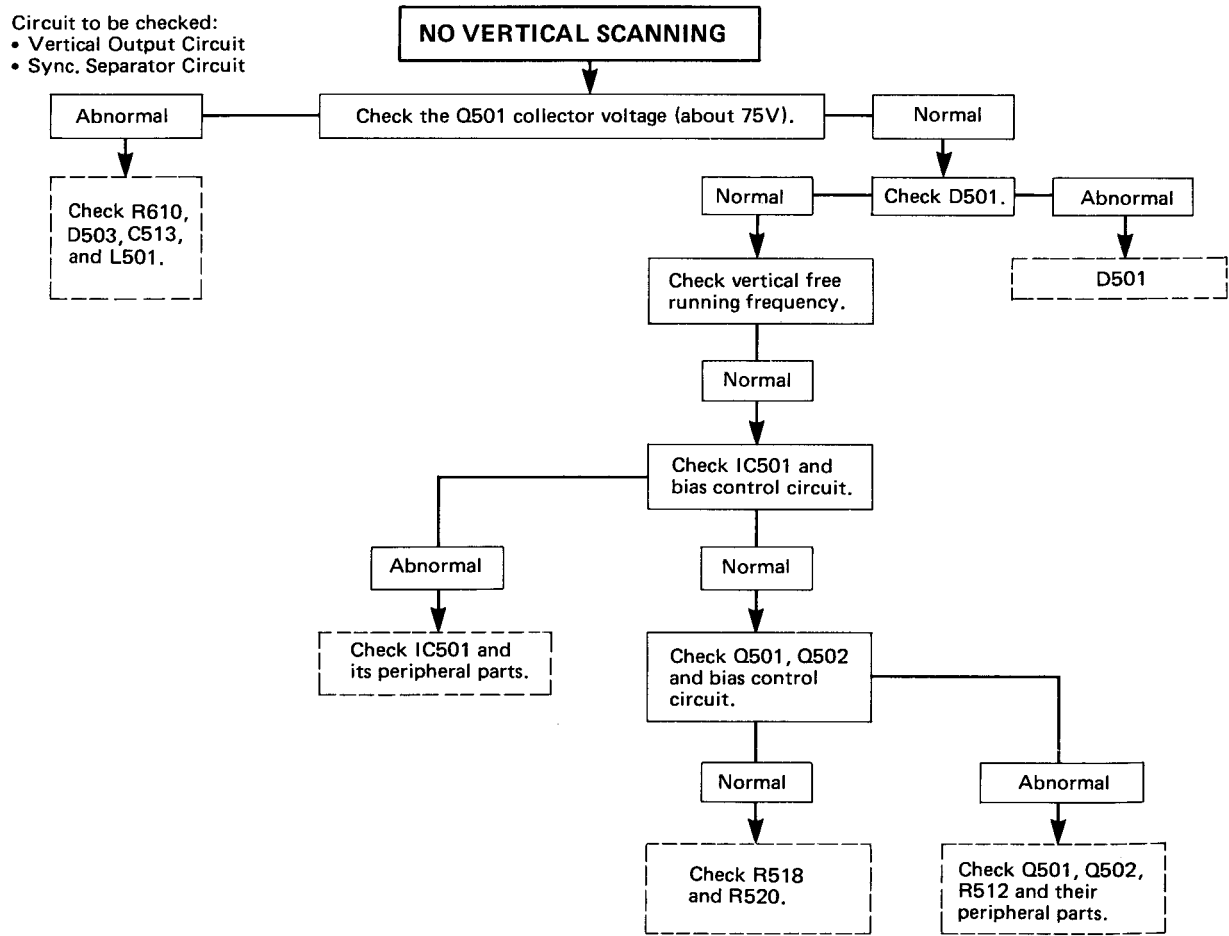 Circuit to be checked:
• Vertical Output Circuit
• Sync. Separator Circuit
NO VERTICAL SCANNING
Abnormal
Check the Q501 collector voltage (about 75V).
Normal
Check R610,
D503, C513,
and L501.
Normal
Check D501.
Abnormal
Check vertical free
running frequency.
D501
Normal
Check IC501 and
bias control circuit.
Abnormal
Normal
Check IC501 and
its peripheral parts.
Check Q501, Q502
and bias control
circuit.
Normal
Abnormal
Check R518
and R520.
Check Q501, Q502,
R512 and their
peripheral parts.